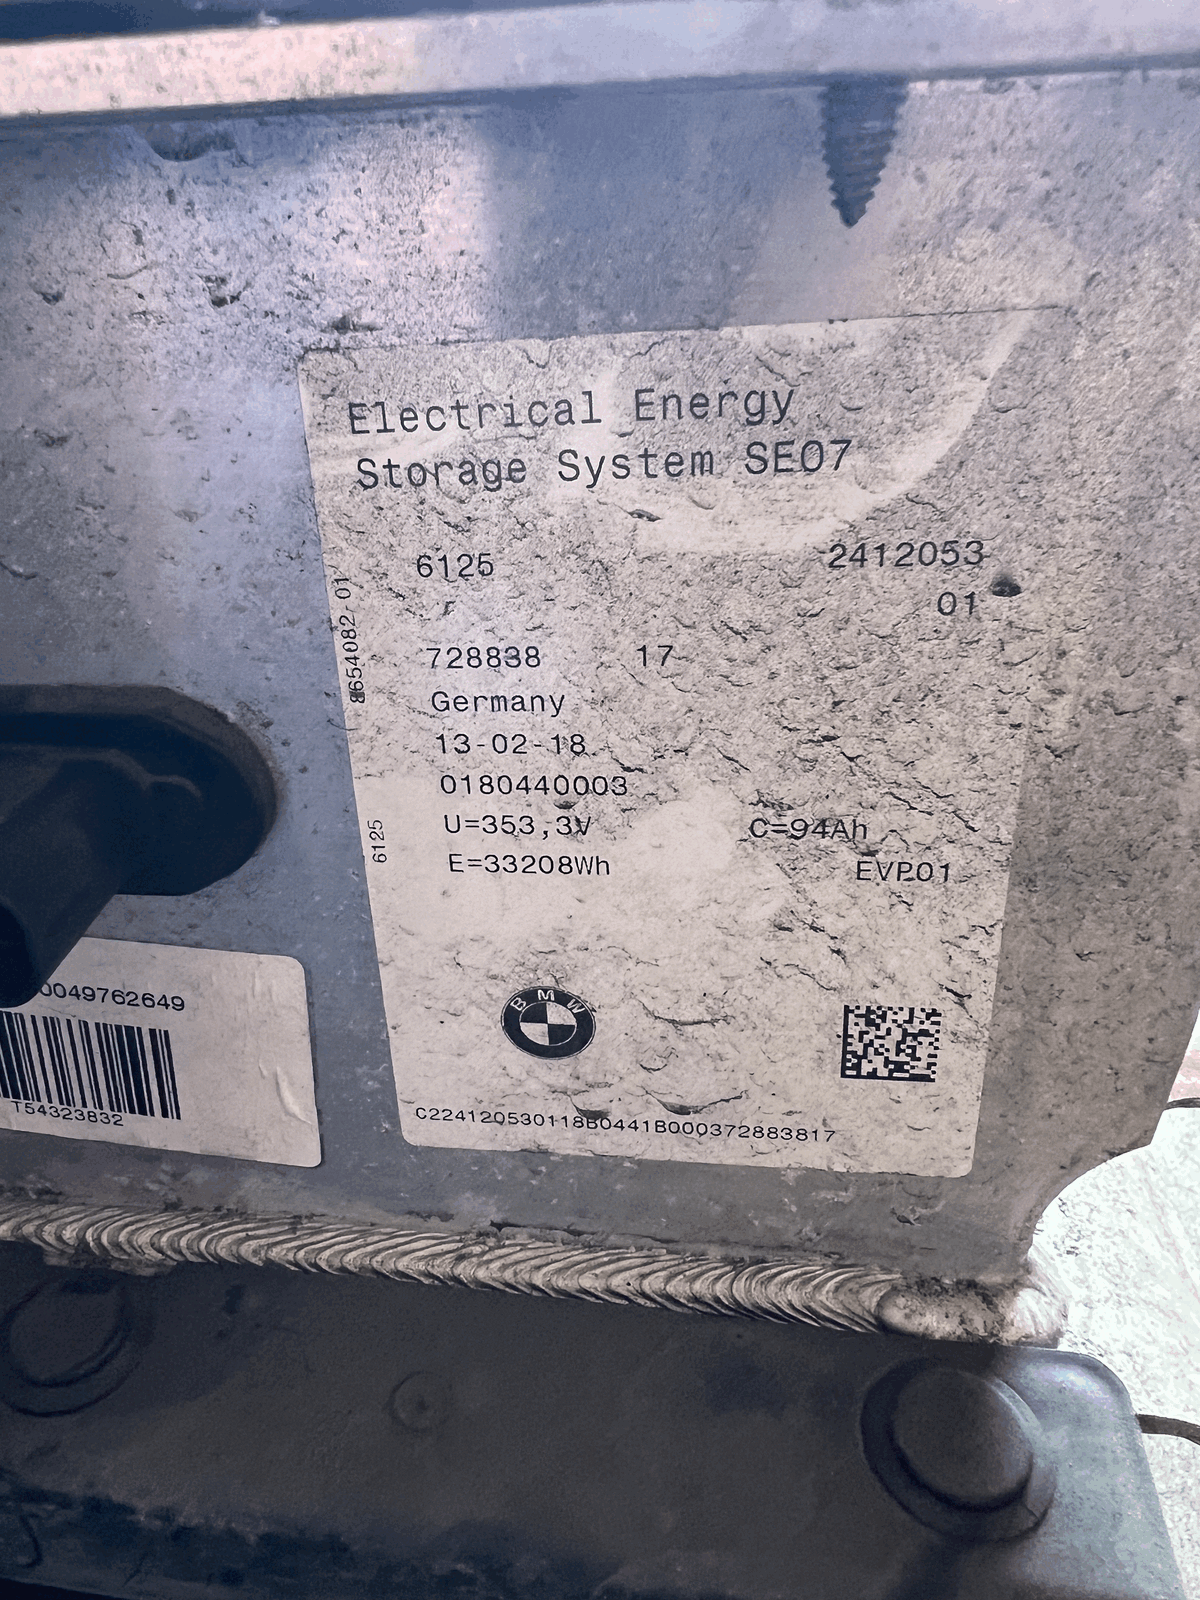 Electrical Energy
Storage System SE07
6125 2412053
01
728838 17
Germany
13-02-18
0180440003
U=353,3V C=94Ah
E=33208Wh EVP01
8654082-01
6125
BMW
C224120530118B0441B000372883817
0049762649
T54323832